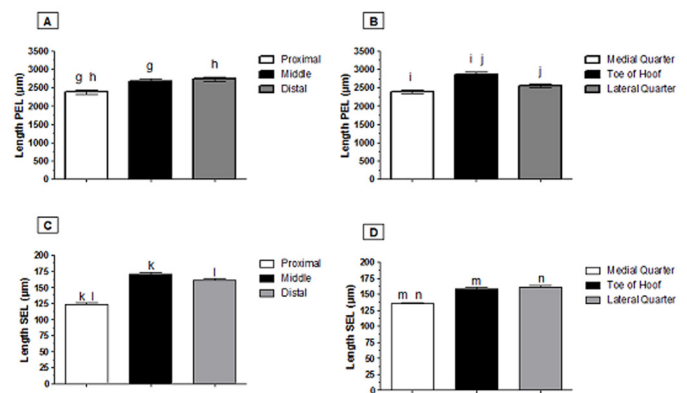 A
3500
3000
2500
2000
1500
1000
500
0
Length PEL (µm)
g h
g
h
Proximal
Middle
Distal
B
3500
3000
2500
2000
1500
1000
500
0
Length PEL (µm)
i
i j
j
Medial Quarter
Toe of Hoof
Lateral Quarter
C
200
175
150
125
100
75
50
25
0
Length SEL (µm)
k l
k
l
Proximal
Middle
Distal
D
200
175
150
125
100
75
50
25
0
Length SEL (µm)
m n
m
n
Medial Quarter
Toe of Hoof
Lateral Quarter